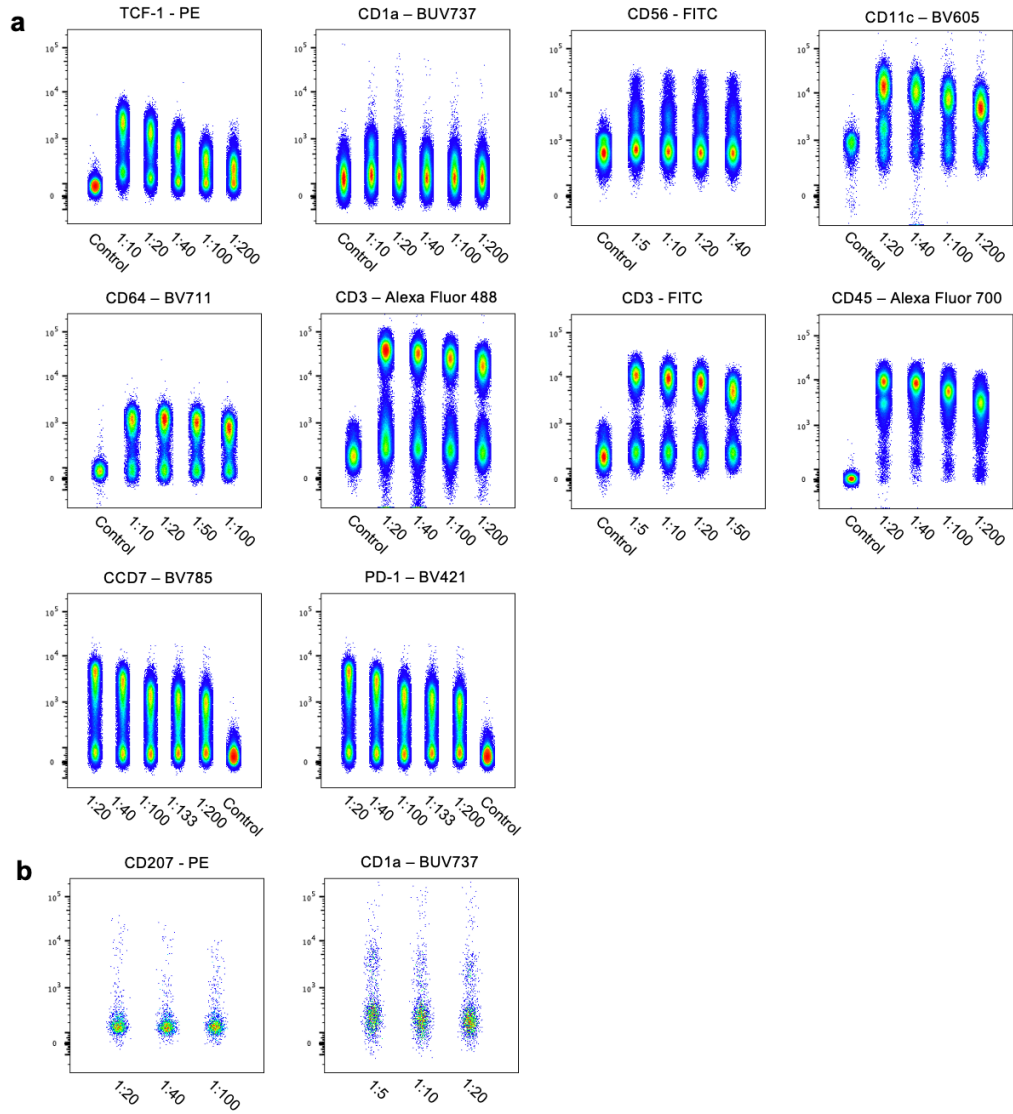 a
TCF-1 - PE
CD1a – BUV737
CD56 – FITC
CD11c – BV605
10⁵
10⁴
10³
0
10⁵
10⁴
10³
0
10⁵
10⁴
10³
0
10⁵
10⁴
10³
0
Control 1:10 1:20 1:40 1:100 1:200
Control 1:10 1:20 1:40 1:100 1:200
Control 1:5 1:10 1:20 1:40
Control 1:20 1:40 1:100 1:200
CD64 – BV711
CD3 – Alexa Fluor 488
CD3 - FITC
CD45 – Alexa Fluor 700
10⁵
10⁴
10³
0
10⁵
10⁴
10³
0
10⁵
10⁴
10³
0
10⁵
10⁴
10³
0
Control 1:10 1:20 1:50 1:100
Control 1:20 1:40 1:100 1:200
Control 1:5 1:10 1:20 1:50
Control 1:20 1:40 1:100 1:200
CCD7 – BV785
PD-1 – BV421
10⁵
10⁴
10³
0
10⁵
10⁴
10³
0
1:20 1:40 1:100 1:133 1:200 Control
1:20 1:40 1:100 1:133 1:200 Control
b
CD207 - PE
CD1a – BUV737
10⁵
10⁴
10³
0
10⁵
10⁴
10³
0
1:20 1:40 1:100
1:5 1:10 1:20